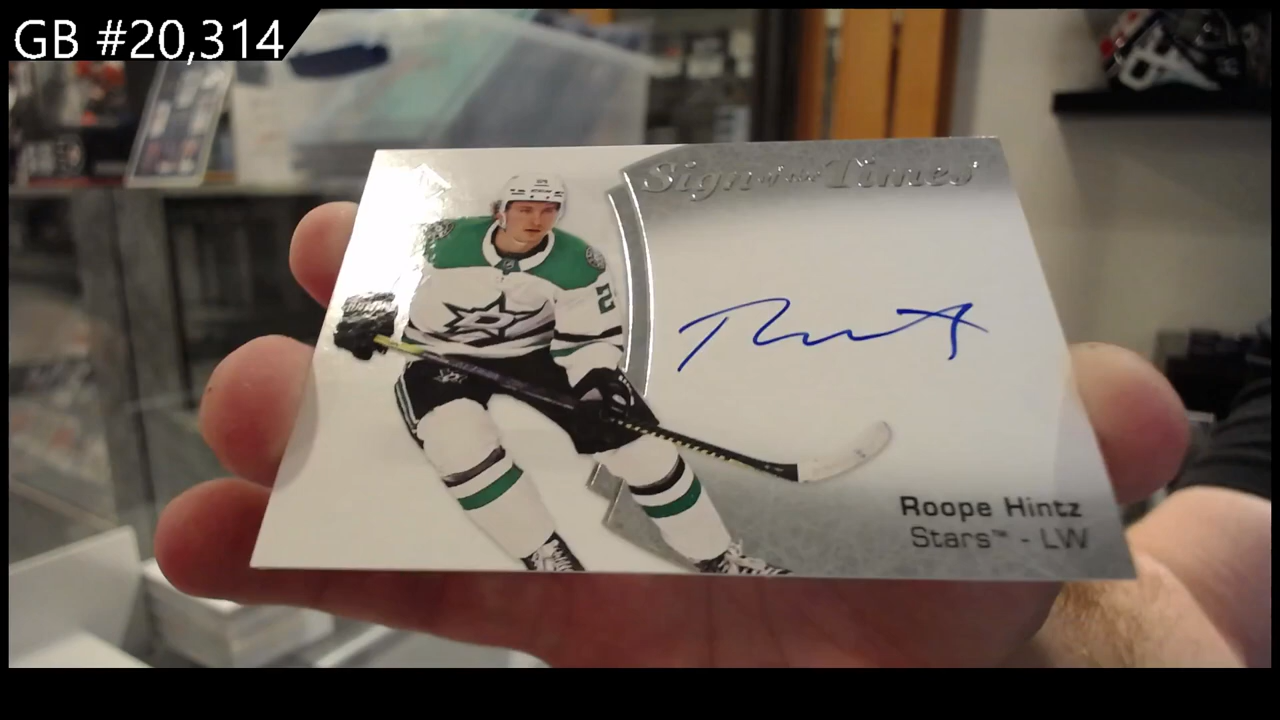 GB #20,314
Sign of the Times
Roope Hintz
Stars™ - LW